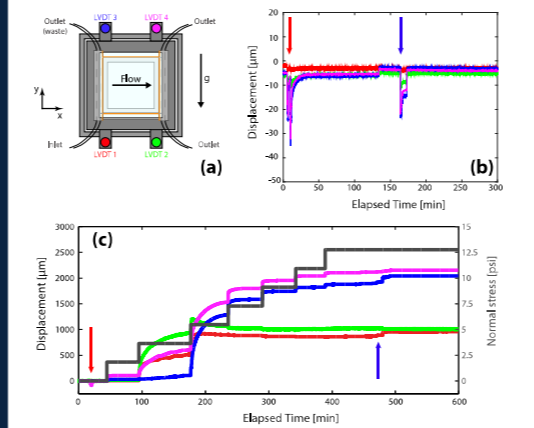 Outlet
(waste)
LVDT 3
LVDT 4
Outlet
Flow
g
y
x
Inlet
LVDT 1
LVDT 2
Outlet
(a)
20
10
0
-10
-20
-30
-40
-50
Displacement [µm]
0 50 100 150 200 250 300
Elapsed Time [min]
(b)
(c)
3000
2500
2000
1500
1000
500
0
Displacement [µm]
15
12.5
10
7.5
5
2.5
0
Normal stress [psi]
0 100 200 300 400 500 600
Elapsed Time [min]